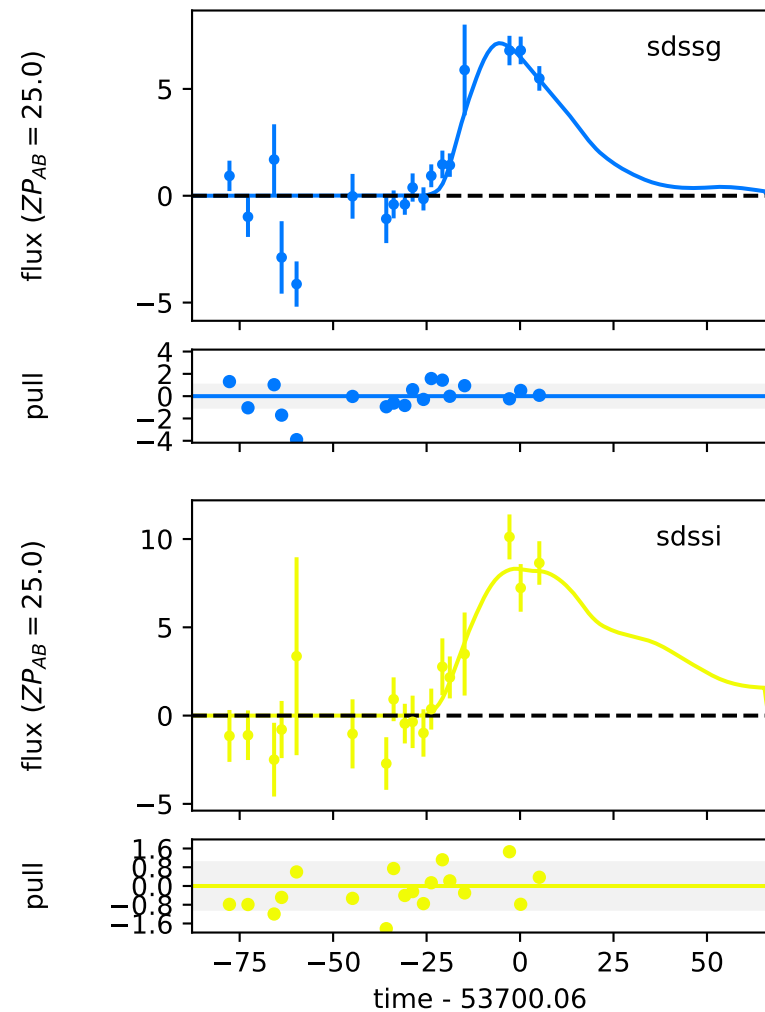 sdssg
flux (ZP_AB = 25.0)
5
0
−5
pull
4
2
0
−2
−4
sdssi
flux (ZP_AB = 25.0)
10
5
0
−5
pull
1.6
0.8
0.0
−0.8
−1.6
−75 −50 −25 0 25 50
time - 53700.06